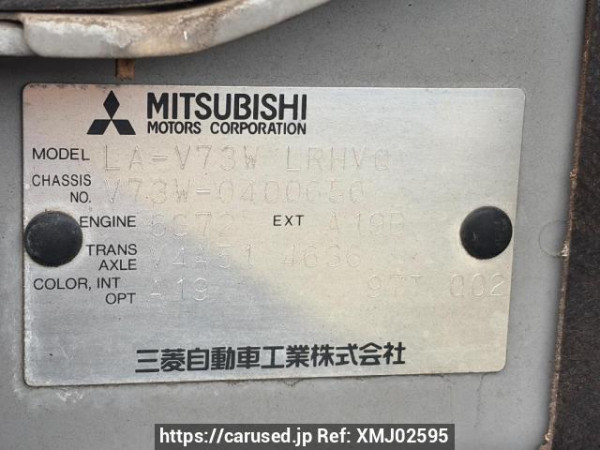 MITSUBISHI
MOTORS CORPORATION
MODEL LA-V73W LRHVQ
CHASSIS
NO. V73W-0400650
ENGINE 6G72 EXT A19B
TRANS
AXLE V4A51 4636
COLOR, INT
OPT A19 97T 002
三菱自動車工業株式会社
https://carused.jp Ref: XMJ02595